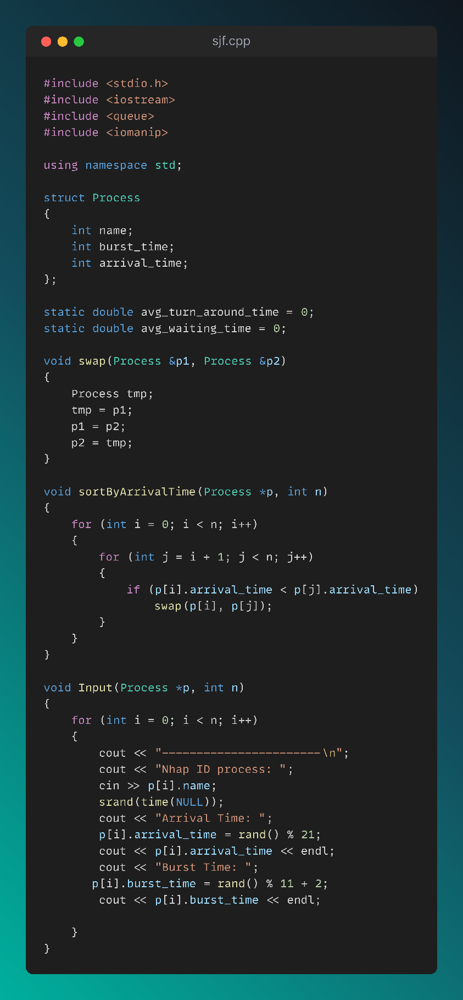 sjf.cpp
#include <stdio.h>
#include <iostream>
#include <queue>
#include <iomanip>
using namespace std;
struct Process
{
    int name;
    int burst_time;
    int arrival_time;
};
static double avg_turn_around_time = 0;
static double avg_waiting_time = 0;
void swap(Process &p1, Process &p2)
{
    Process tmp;
    tmp = p1;
    p1 = p2;
    p2 = tmp;
}
void sortByArrivalTime(Process *p, int n)
{
    for (int i = 0; i < n; i++)
    {
        for (int j = i + 1; j < n; j++)
        {
            if (p[i].arrival_time < p[j].arrival_time)
                swap(p[i], p[j]);
        }
    }
}
void Input(Process *p, int n)
{
    for (int i = 0; i < n; i++)
    {
        cout << "-----------------------\n";
        cout << "Nhap ID process: ";
        cin >> p[i].name;
        srand(time(NULL));
        cout << "Arrival Time: ";
        p[i].arrival_time = rand() % 21;
        cout << p[i].arrival_time << endl;
        cout << "Burst Time: ";
       p[i].burst_time = rand() % 11 + 2;
        cout << p[i].burst_time << endl;
    }
}